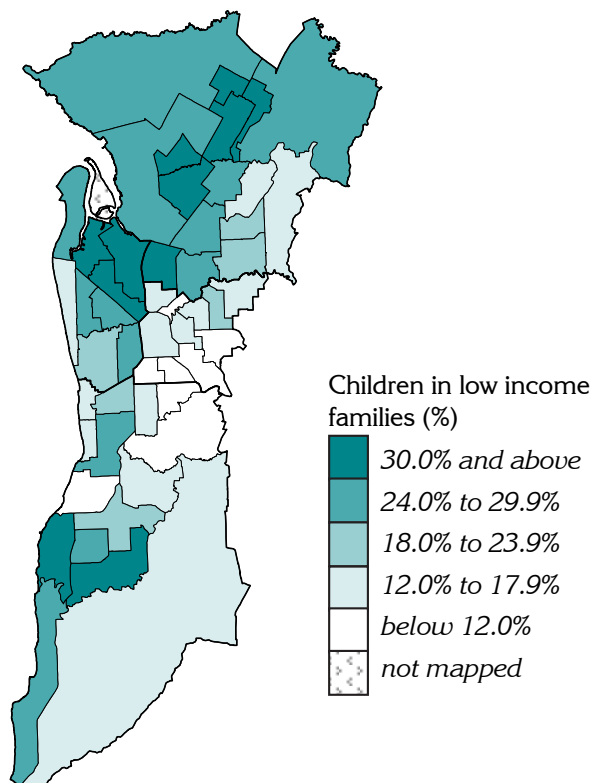 Children in low income
families (%)
30.0% and above
24.0% to 29.9%
18.0% to 23.9%
12.0% to 17.9%
below 12.0%
not mapped